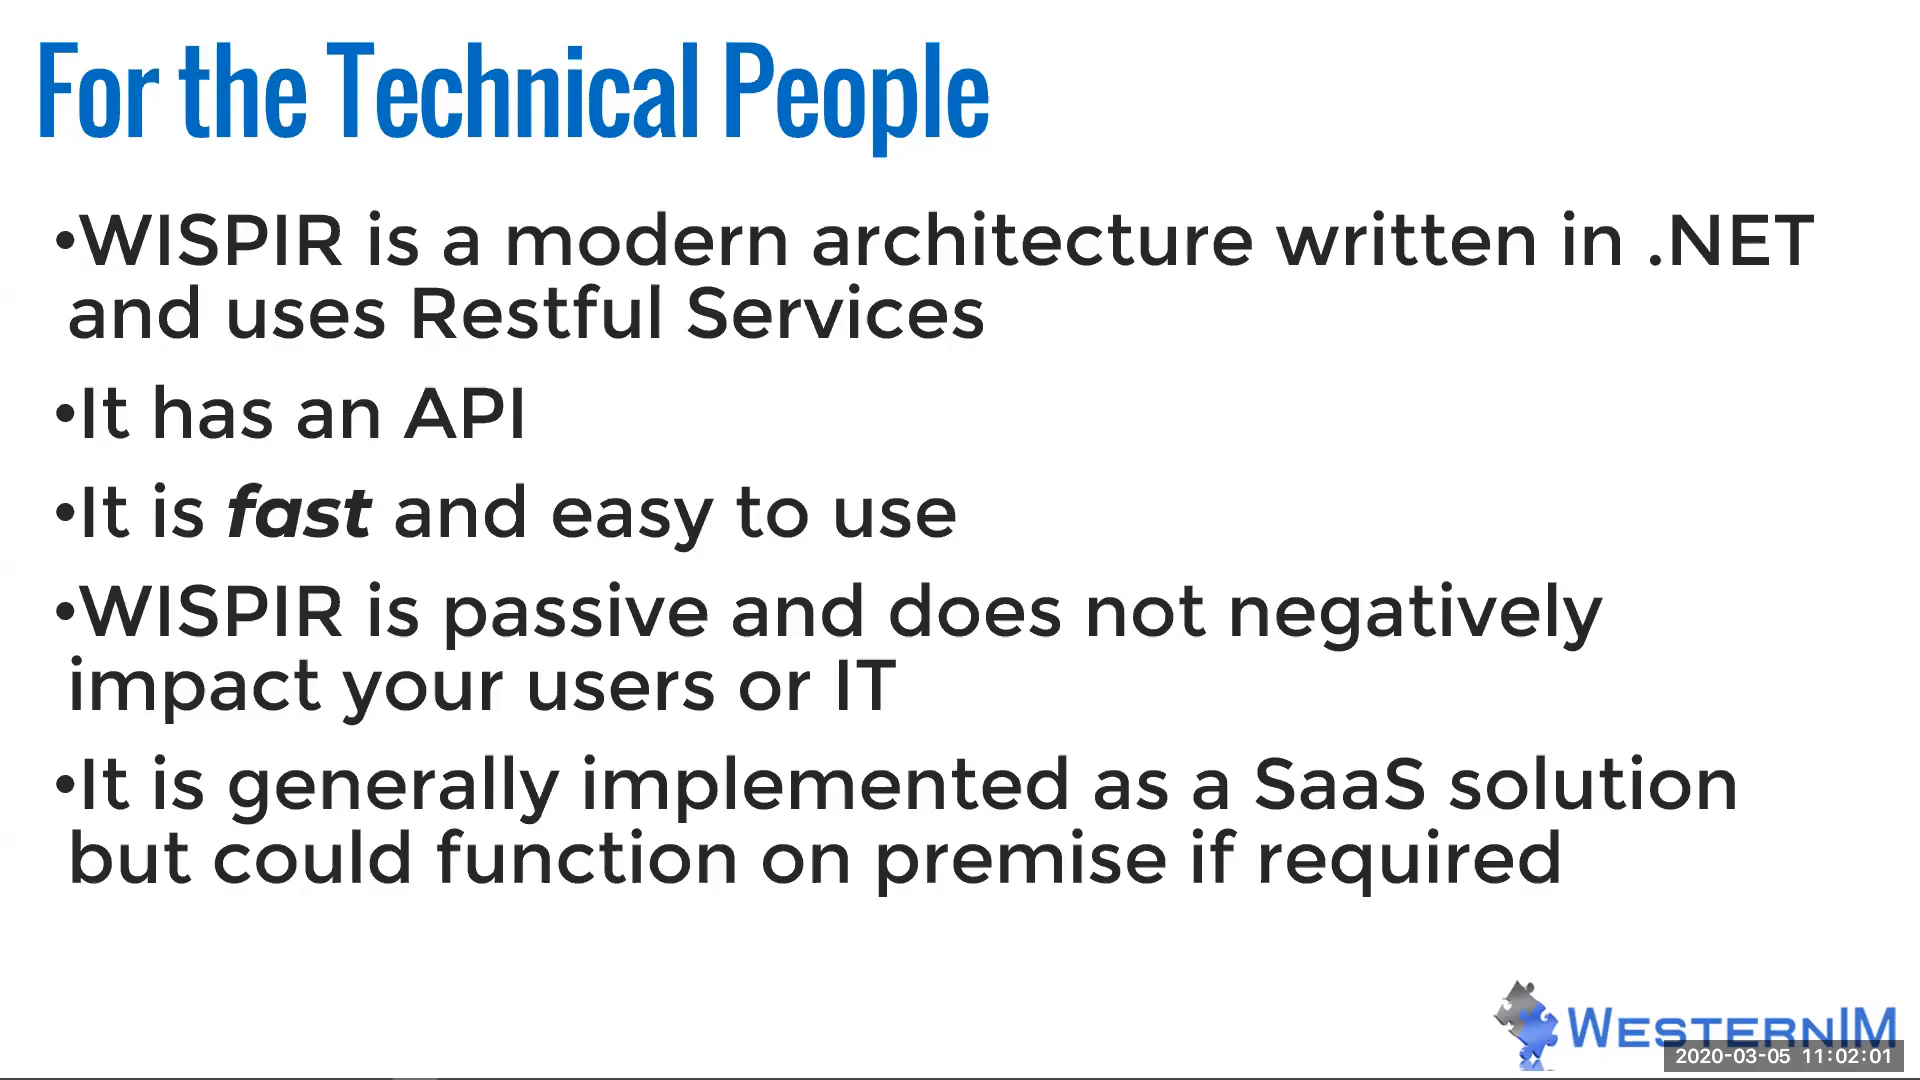 For the Technical People
•WISPIR is a modern architecture written in .NET
and uses Restful Services
•It has an API
•It is fast and easy to use
•WISPIR is passive and does not negatively
impact your users or IT
•It is generally implemented as a SaaS solution
but could function on premise if required
WESTERNIM
2020-03-05 11:02:01